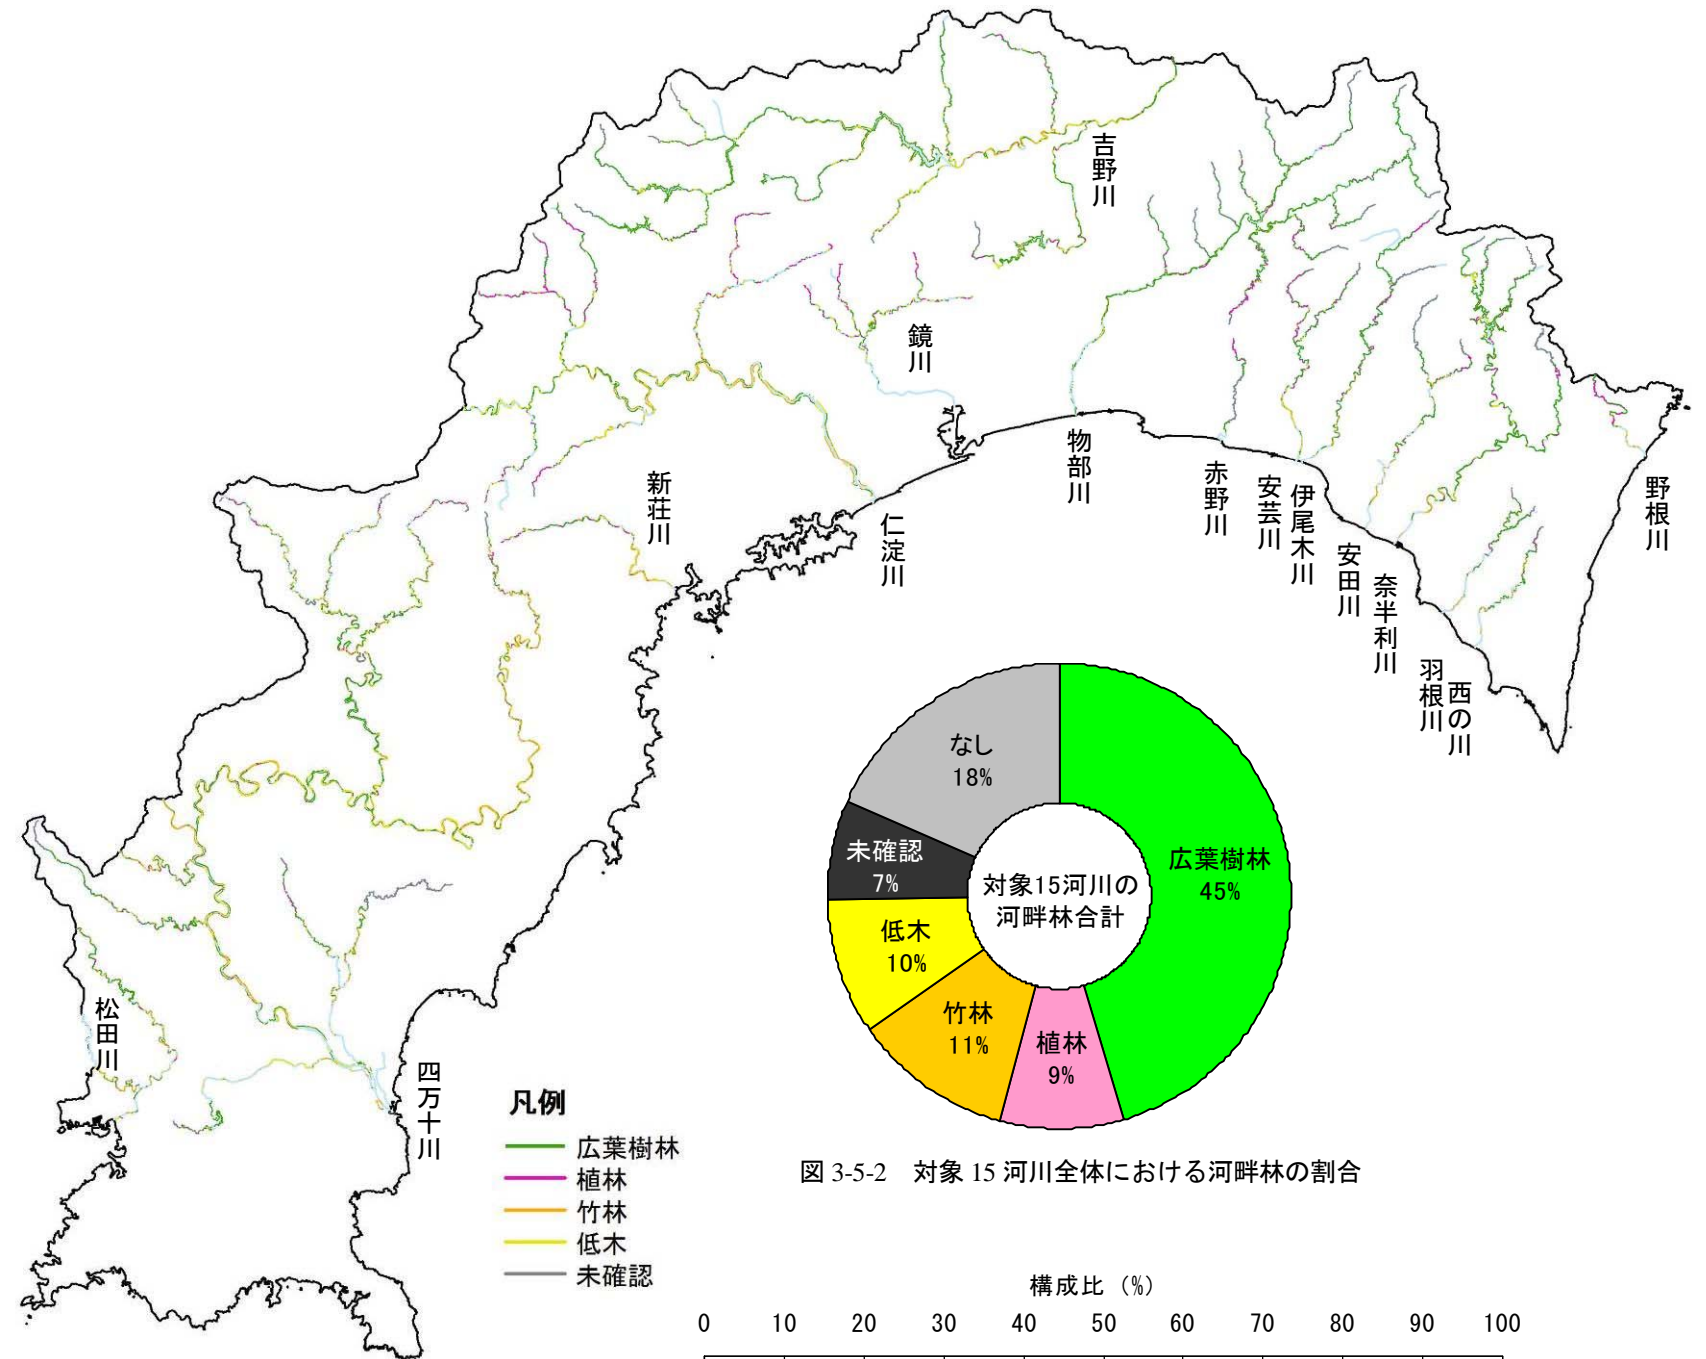 吉野川
鏡川
物部川
赤野川
安芸川
伊尾木川
安田川
奈半利川
羽根川
西の川
野根川
新荘川
仁淀川
松田川
四万十川
凡例
広葉樹林
植林
竹林
低木
未確認
なし
18%
未確認
7%
低木
10%
竹林
11%
植林
9%
広葉樹林
45%
対象15河川の
河畔林合計
図 3-5-2 対象 15 河川全体における河畔林の割合
構成比 (%)
0 10 20 30 40 50 60 70 80 90 100